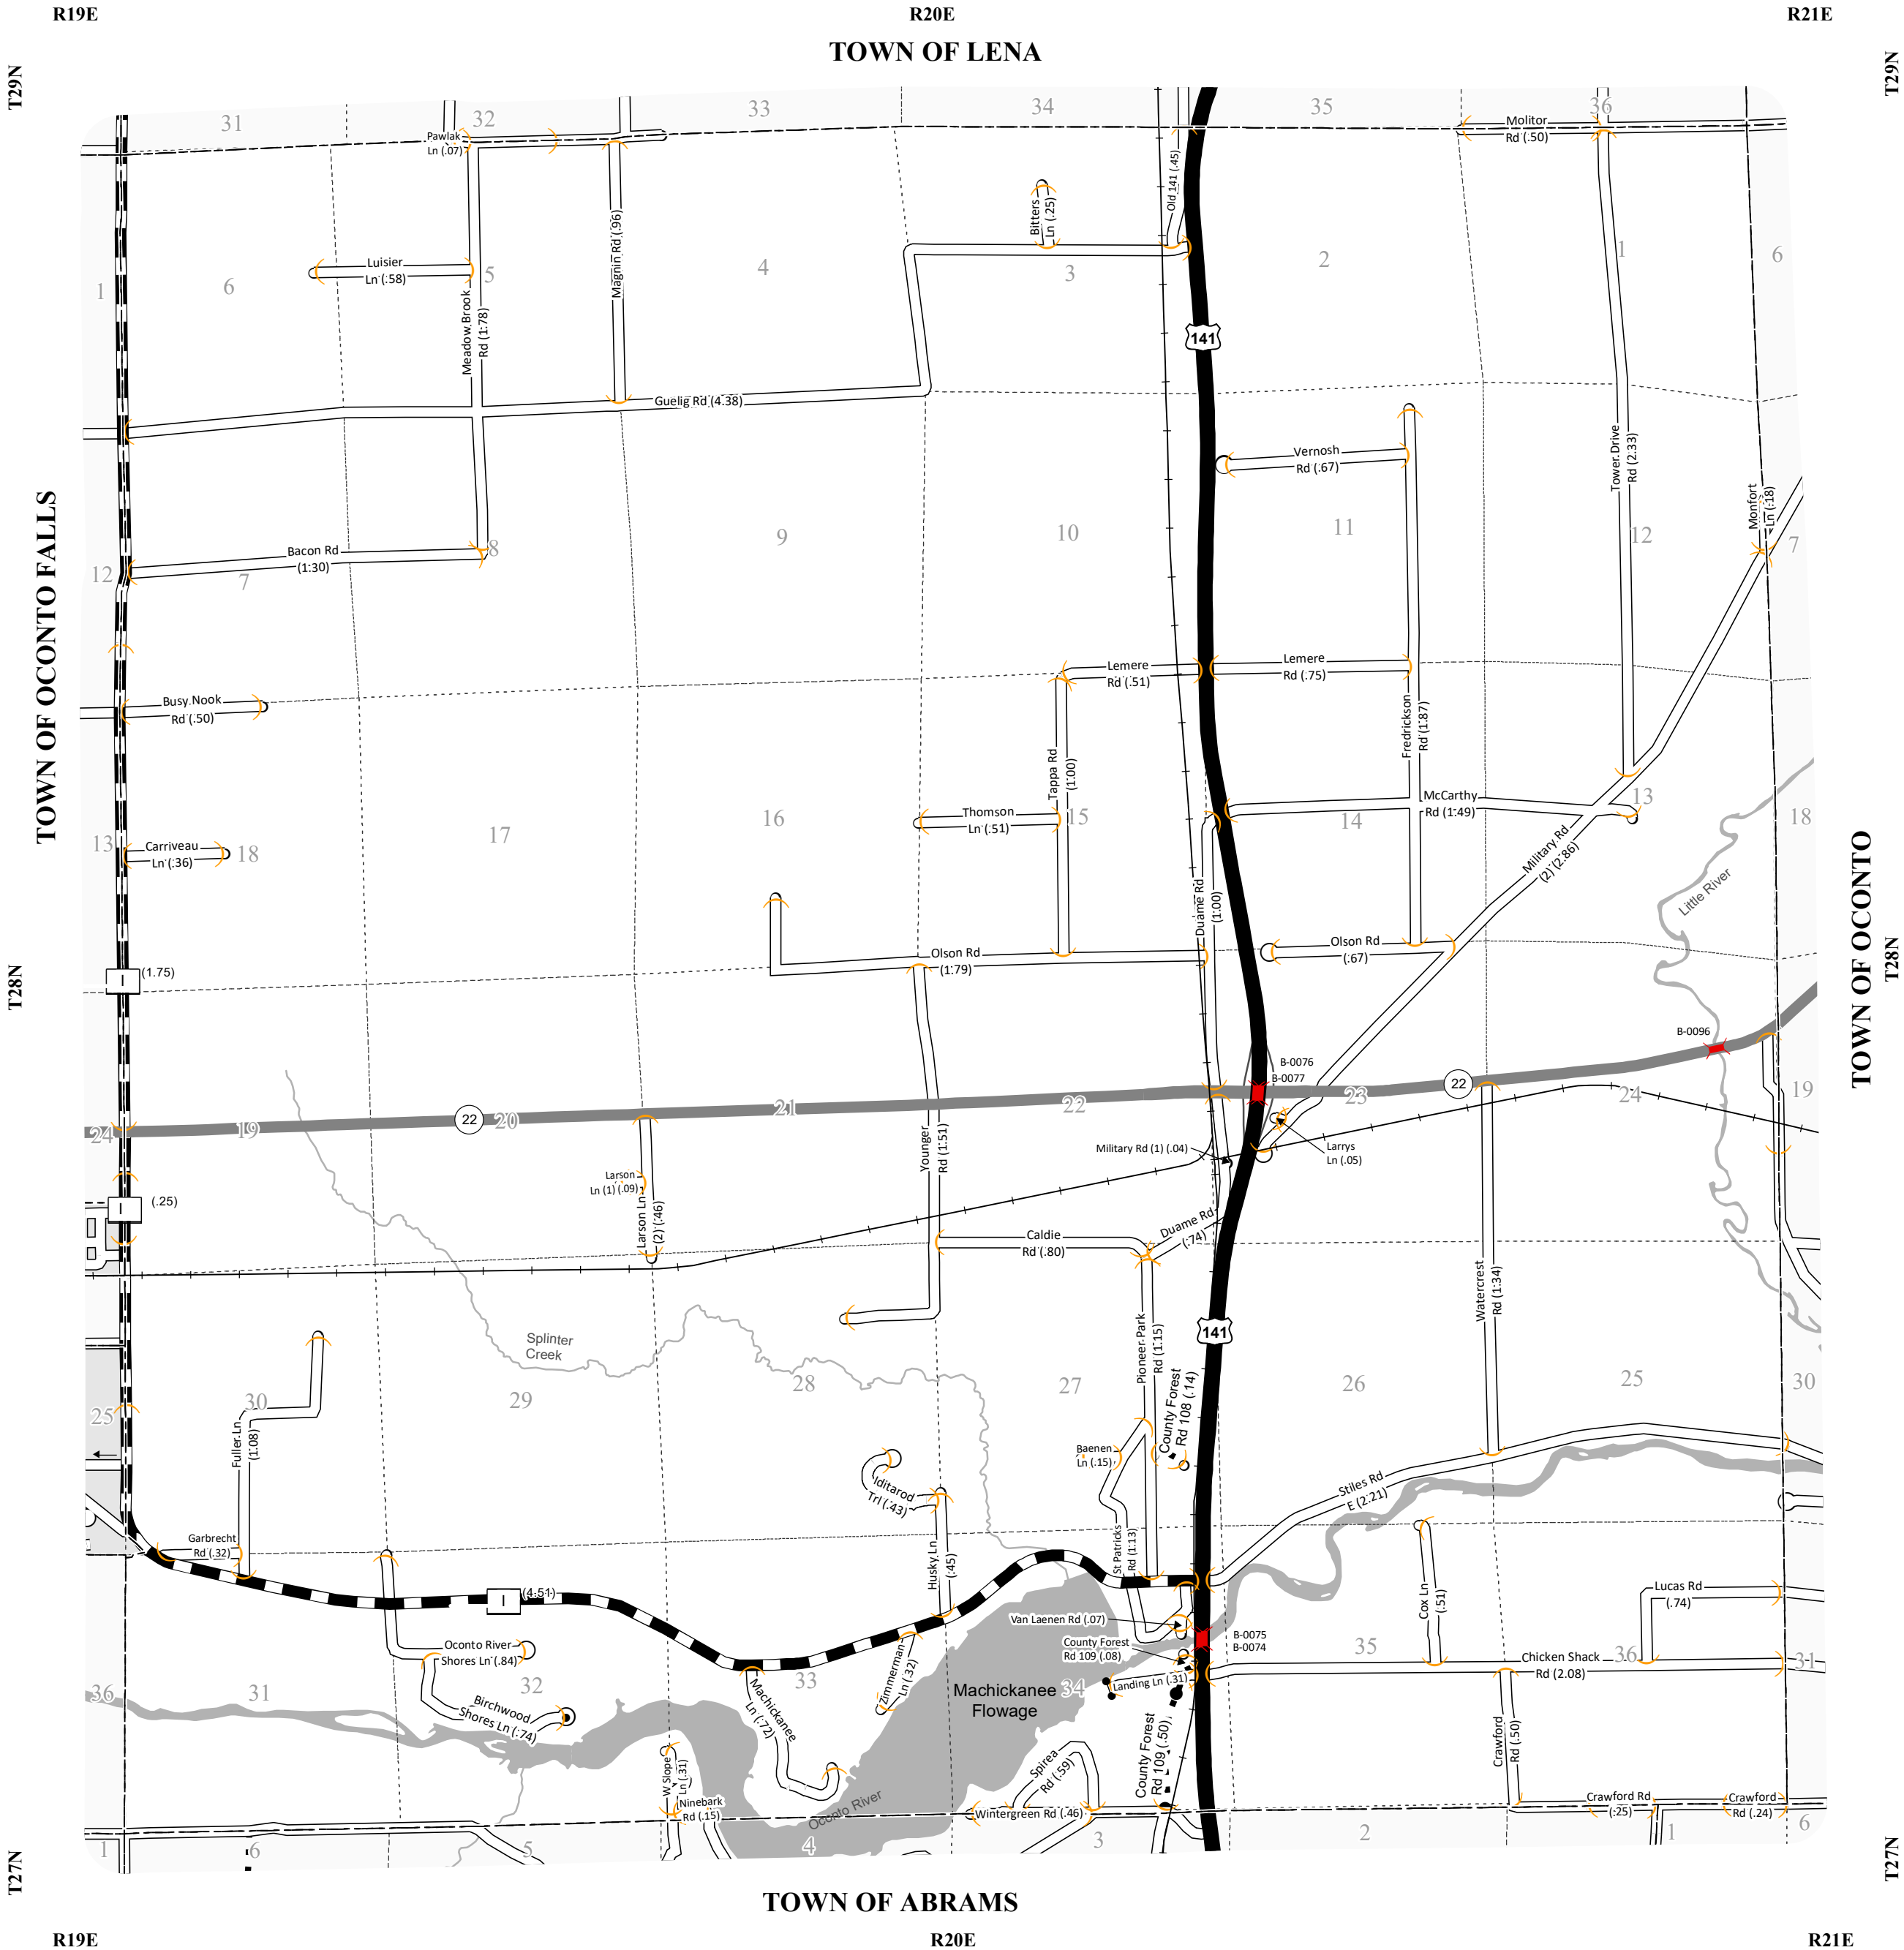 R19E
R20E
R21E
TOWN OF LENA
T29N
T29N
31
32
33
34
35
36
Pawlak
Ln (.07)
Molitor
Rd (.50)
Old 141 (.45)
Bitters
Ln (.25)
Magnin Rd (.96)
Luisier
Ln (.58)
1
6
5
4
3
2
1
6
Meadow Brook
Rd (1.78)
141
Guelig Rd (4.38)
Vernosh
Rd (.67)
Tower Drive
Rd (2.33)
Monfort
Ln (.18)
TOWN OF OCONTO FALLS
Bacon Rd
(1.30)
12
7
8
9
10
11
12
7
Lemere
Rd (.51)
Lemere
Rd (.75)
Busy Nook
Rd (.50)
Fredrickson
Rd (1.87)
Tappa Rd
(1.00)
Thomson
Ln (.51)
McCarthy
Rd (1.49)
13
Carriveau
Ln (.36)
18
17
16
15
14
13
18
Military Rd
(2) (2.86)
Little River
TOWN OF OCONTO
Duame Rd
(1.00)
Olson Rd
(1.79)
Olson Rd
(.67)
T28N
T28N
I
(1.75)
B-0096
B-0076
B-0077
22
22
24
19
20
21
22
23
24
19
Younger
Rd (1.51)
Military Rd (1) (.04)
Larrys
Ln (.05)
Larson
Ln (1) (.09)
Larson Ln
(2) (.46)
I
(.25)
Caldie
Rd (.80)
Duame Rd
(.74)
Watercrest
Rd (1.34)
141
Splinter
Creek
Pioneer Park
Rd (1.15)
County Forest
Rd 108 (.14)
25
30
29
28
27
26
25
30
Fuller Ln
(1.08)
Baenen
Ln (.15)
Iditarod
Trl (.43)
Stiles Rd
E (2.21)
Garbrecht
Rd (.32)
St Patricks
Rd (1.13)
Husky Ln
(.45)
I
(4.51)
Cox Ln
(.51)
Lucas Rd
(.74)
Van Laenen Rd (.07)
B-0075
B-0074
County Forest
Rd 109 (.08)
Oconto River
Shores Ln (.84)
Zimmerman
Ln (.32)
Chicken Shack
Rd (2.08)
Landing Ln (.31)
36
31
32
33
34
35
36
31
Machickanee
Flowage
Birchwood
Shores Ln (.74)
Machickanee
Ln (.72)
County Forest
Rd 109 (.50)
Crawford
Rd (.50)
W Slope
Ln (.31)
Spirea
Rd (.59)
Ninebark
Rd (.15)
Oconto River
Wintergreen Rd (.46)
Crawford Rd
(.25)
Crawford
Rd (.24)
1
6
5
4
3
2
1
6
T27N
T27N
TOWN OF ABRAMS
R19E
R20E
R21E